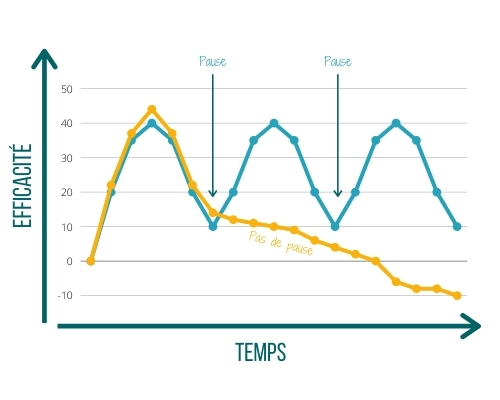 Pause
Pause
50
40
30
20
10
0
-10
EFFICACITÉ
Pas de pause
TEMPS